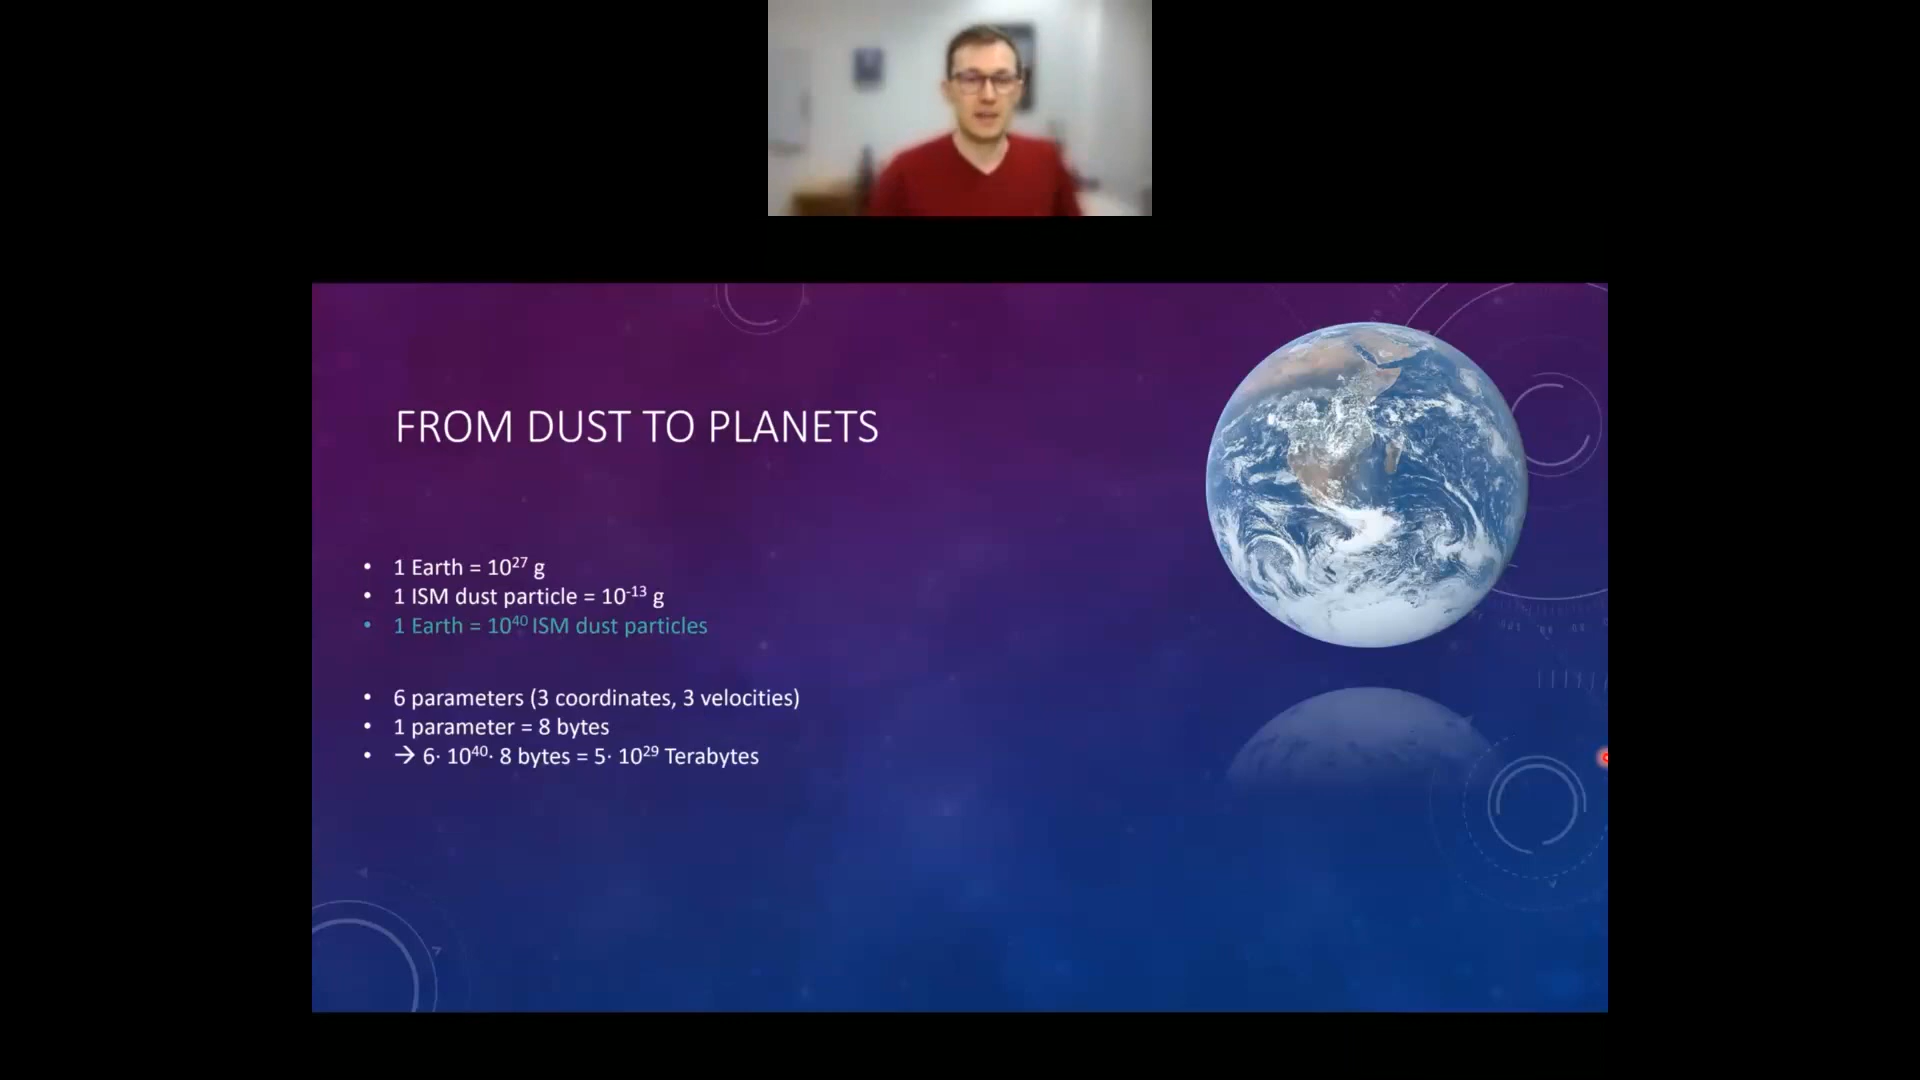 FROM DUST TO PLANETS
• 1 Earth = 10²⁷ g
• 1 ISM dust particle = 10⁻¹³ g
• 1 Earth = 10⁴⁰ ISM dust particles
• 6 parameters (3 coordinates, 3 velocities)
• 1 parameter = 8 bytes
• → 6· 10⁴⁰· 8 bytes = 5· 10²⁹ Terabytes